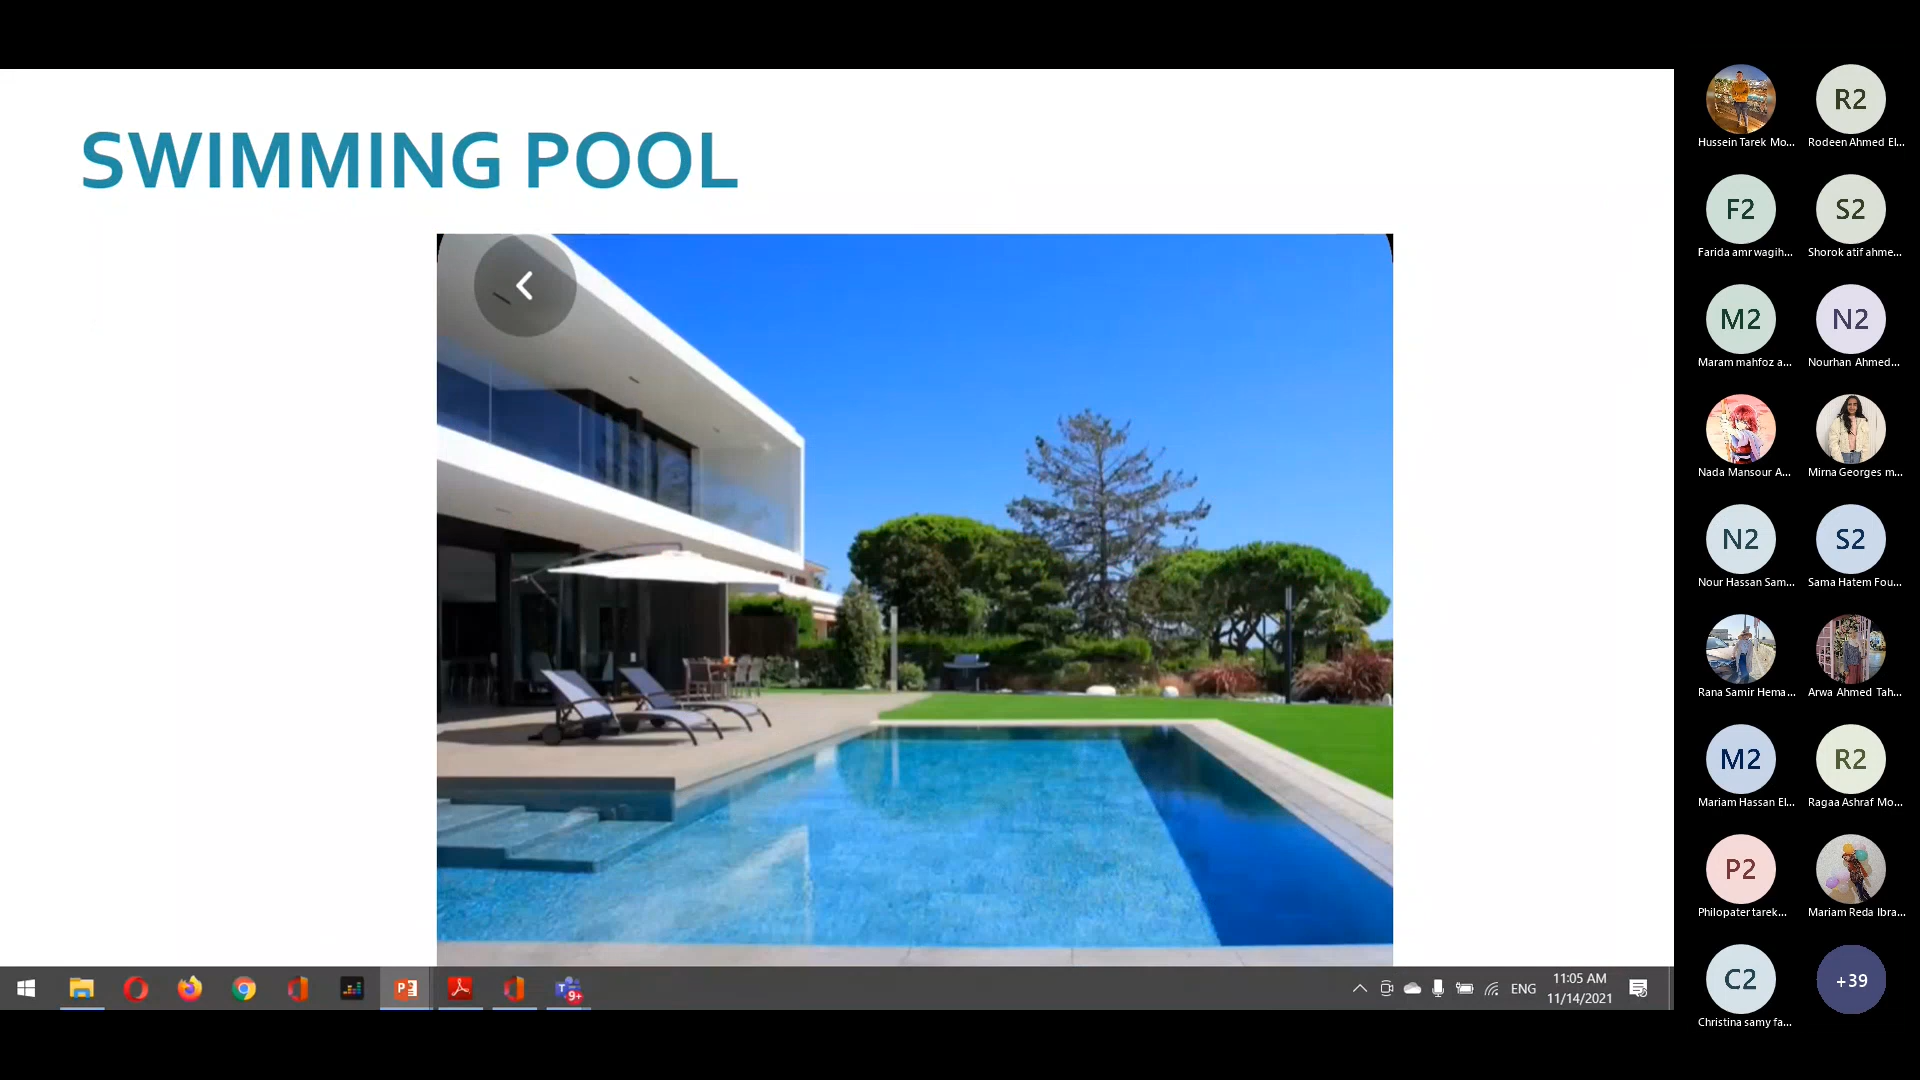 SWIMMING POOL
R2
Hussein Tarek Mo...
Rodeen Ahmed El...
F2
S2
Farida amr wagih...
Shorok atif ahme...
M2
N2
Maram mahfoz a...
Nourhan Ahmed...
Nada Mansour A...
Mirna Georges m...
N2
S2
Nour Hassan Sam...
Sama Hatem Fou...
Rana Samir Hema...
Arwa Ahmed Tah...
M2
R2
Mariam Hassan El...
Ragaa Ashraf Mo...
P2
Philopater tarek...
Mariam Reda Ibra...
C2
+39
Christina samy fa...
9+
ENG
11:05 AM
11/14/2021